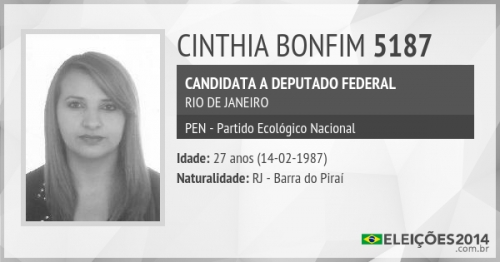 CINTHIA BONFIM 5187
CANDIDATA A DEPUTADO FEDERAL
RIO DE JANEIRO
PEN - Partido Ecológico Nacional
Idade: 27 anos (14-02-1987)
Naturalidade: RJ - Barra do Piraí
ELEIÇÕES2014
.com.br